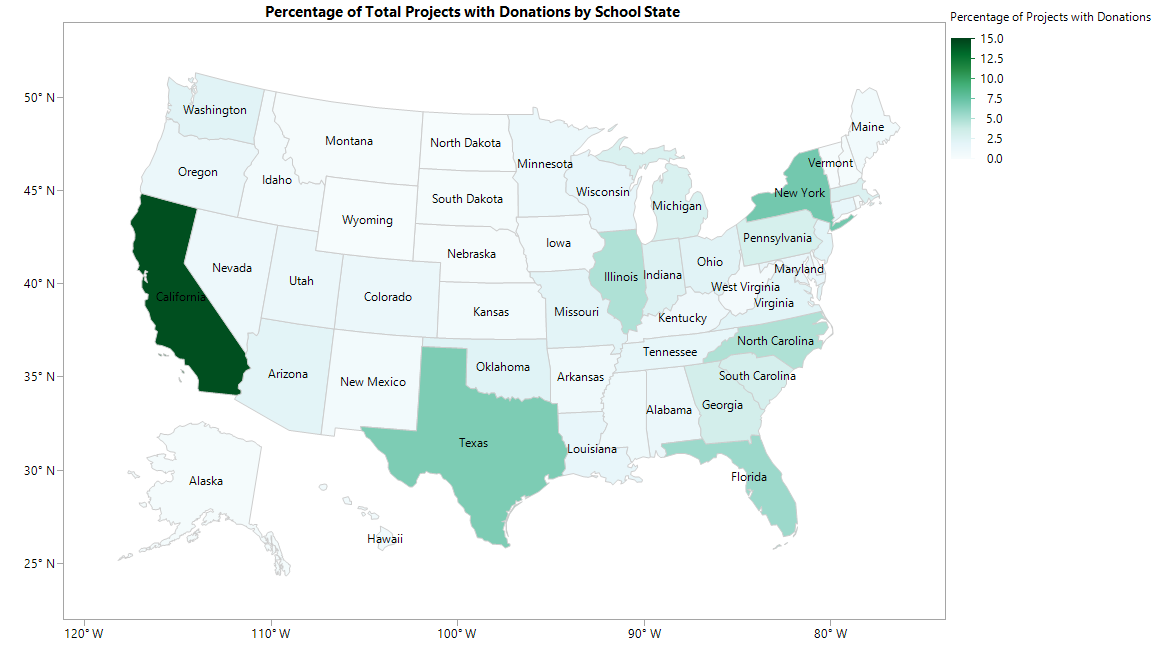 Percentage of Total Projects with Donations by School State
Percentage of Projects with Donations
15.0
12.5
10.0
7.5
5.0
2.5
0.0
50° N
45° N
40° N
35° N
30° N
25° N
Washington
Maine
Montana
North Dakota
Minnesota
Vermont
Oregon
Idaho
Wisconsin
New York
South Dakota
Michigan
Wyoming
Pennsylvania
Iowa
Nebraska
Ohio
Nevada
Maryland
Illinois
Indiana
Utah
West Virginia
California
Colorado
Virginia
Kansas
Missouri
Kentucky
North Carolina
Tennessee
Oklahoma
Arizona
New Mexico
Arkansas
South Carolina
Georgia
Alabama
Texas
Louisiana
Florida
Alaska
Hawaii
120° W
110° W
100° W
90° W
80° W